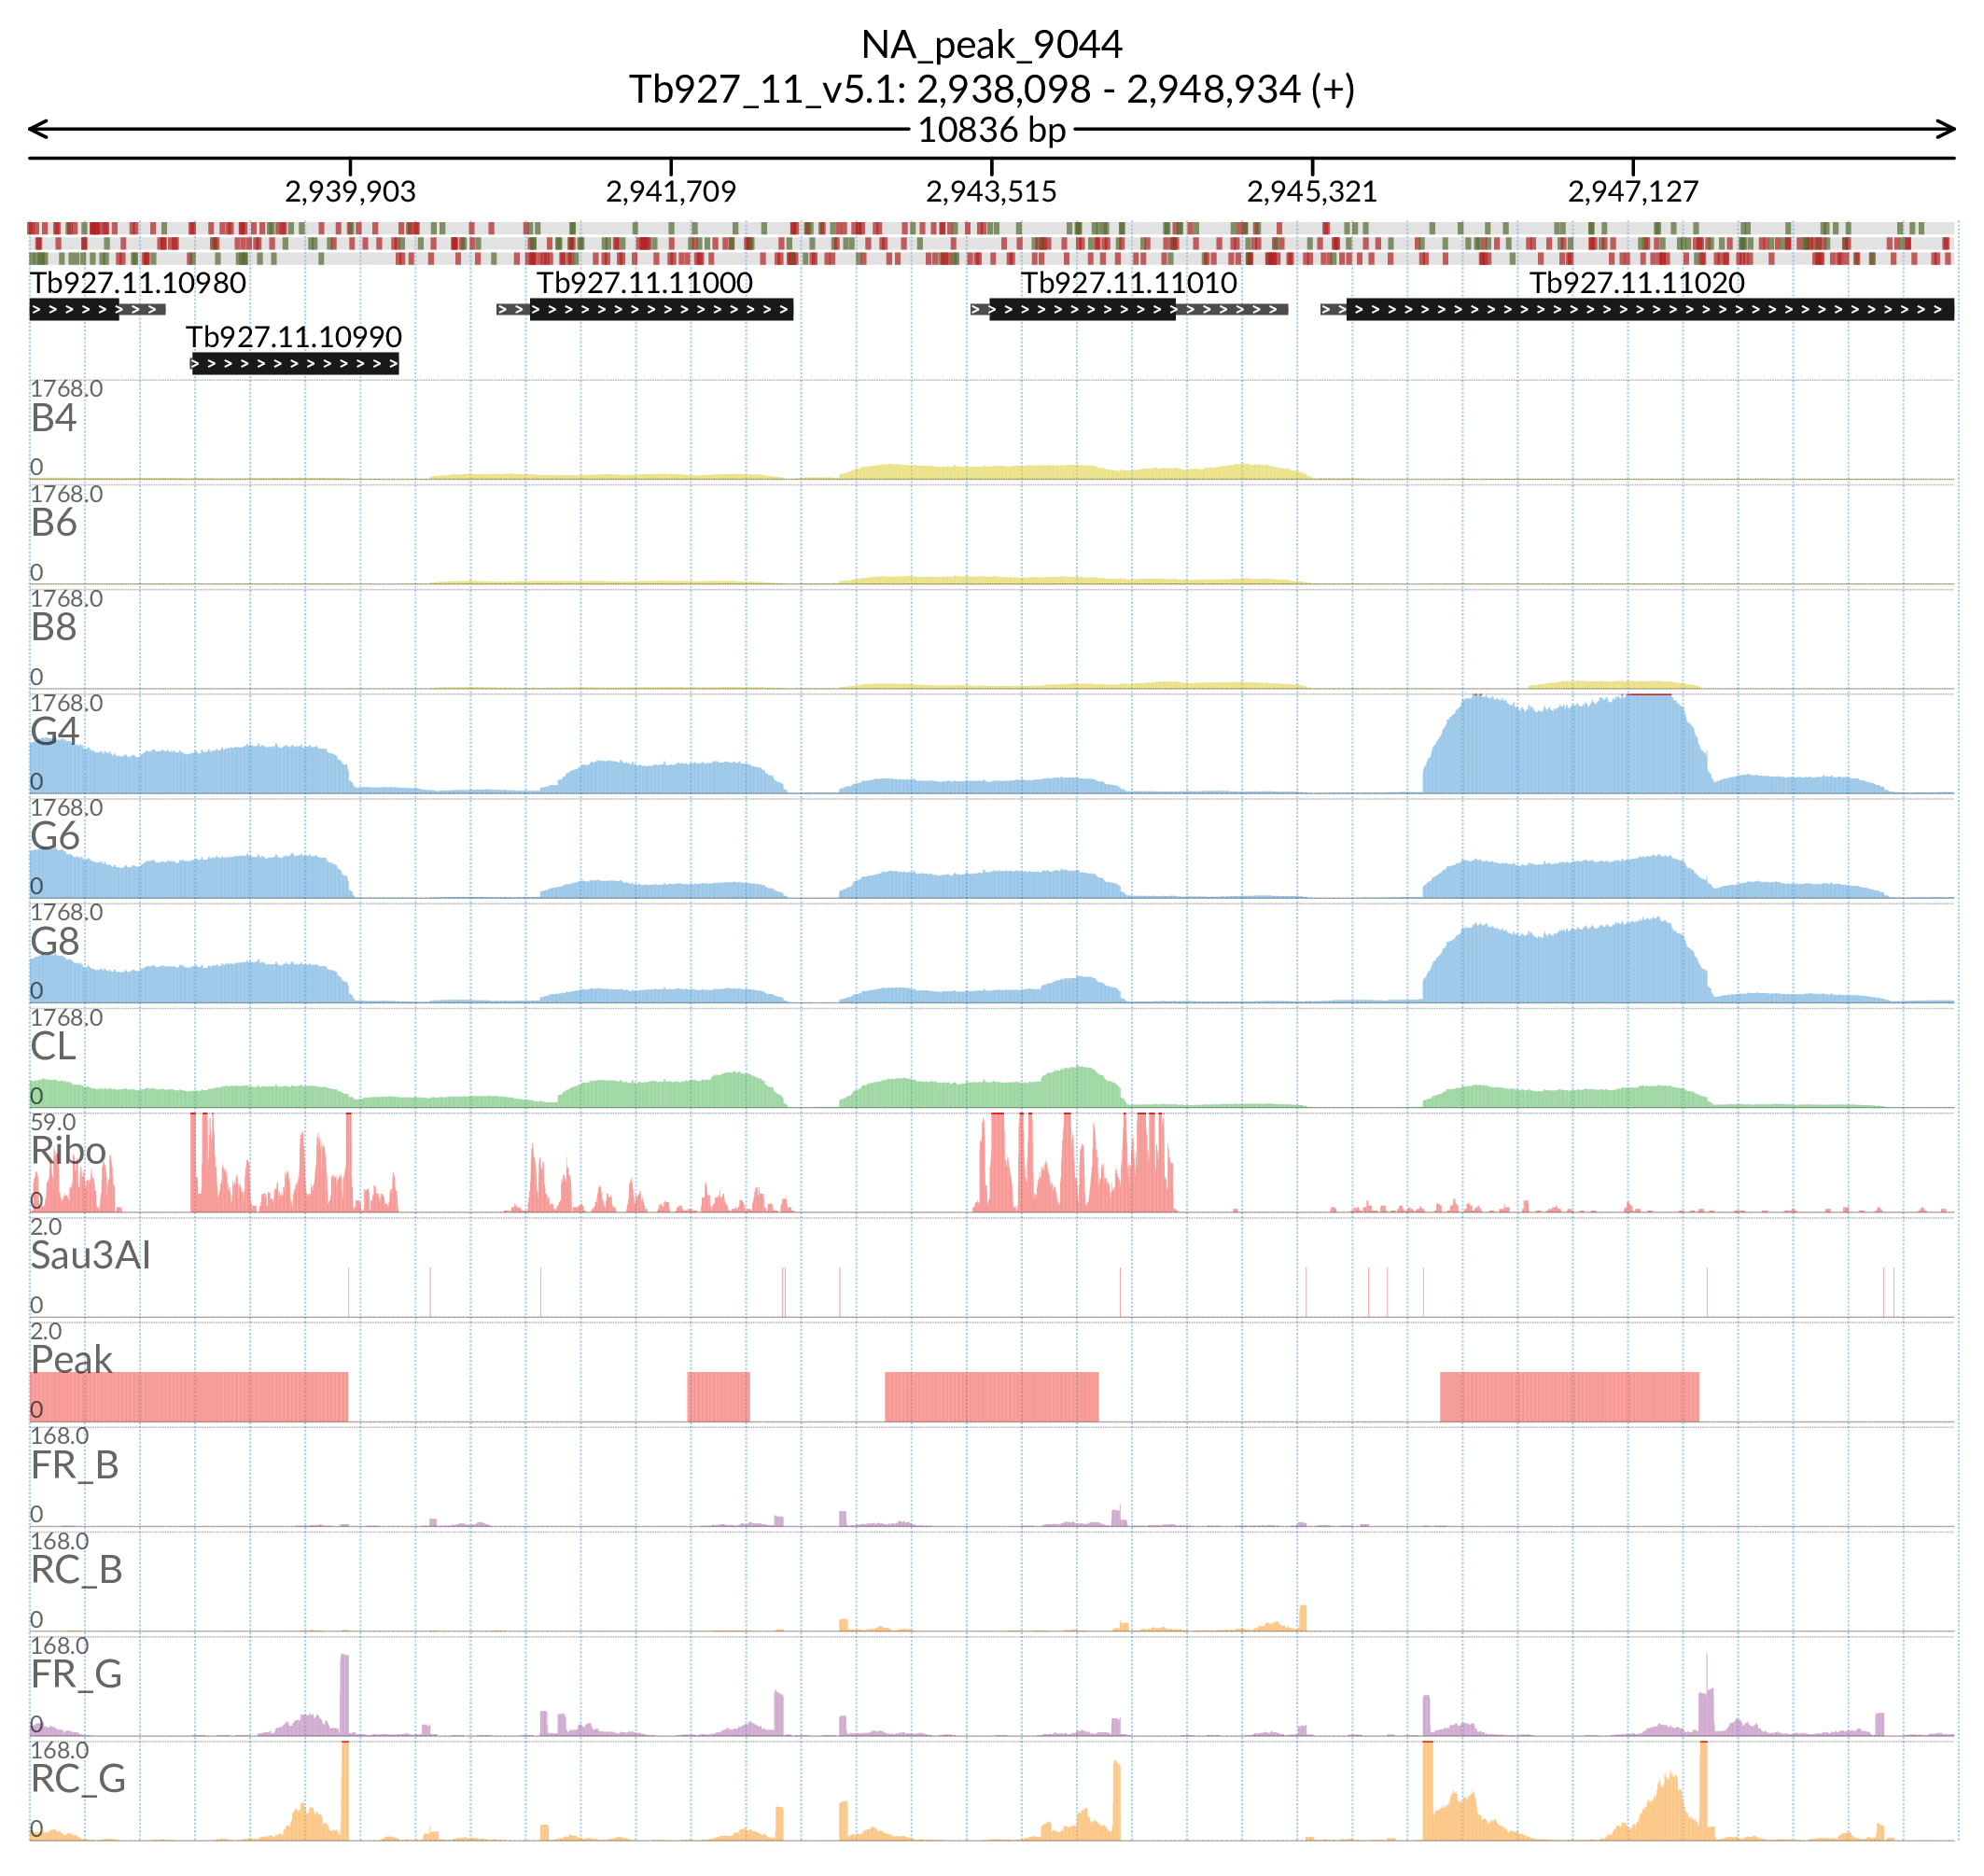 NA_peak_9044
Tb927_11_v5.1: 2,938,098 - 2,948,934 (+)
10836 bp
2,939,903 2,941,709 2,943,515 2,945,321 2,947,127
Tb927.11.10980 Tb927.11.11000 Tb927.11.11010 Tb927.11.11020
Tb927.11.10990
1768.0
B4
0
1768.0
B6
0
1768.0
B8
0
1768.0
G4
0
1768.0
G6
0
1768.0
G8
0
1768.0
CL
0
59.0
Ribo
0
2.0
Sau3AI
0
2.0
Peak
0
168.0
FR_B
0
168.0
RC_B
0
168.0
FR_G
0
168.0
RC_G
0